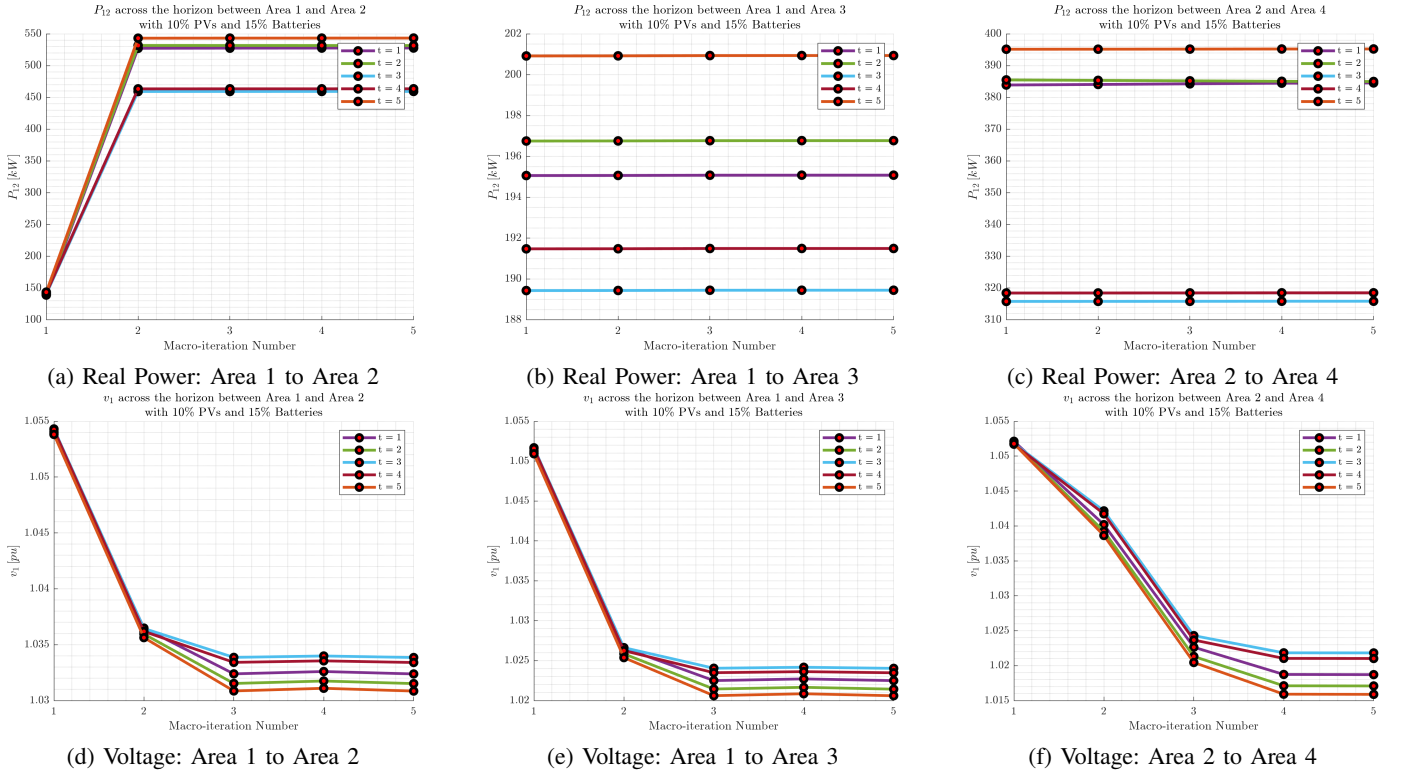 P₁₂ across the horizon between Area 1 and Area 2
with 10% PVs and 15% Batteries
550
500
450
400
350
300
250
200
150
100
P₁₂ [kW]
t = 1
t = 2
t = 3
t = 4
t = 5
1 2 3 4 5
Macro-iteration Number
(a) Real Power: Area 1 to Area 2
P₁₂ across the horizon between Area 1 and Area 3
with 10% PVs and 15% Batteries
202
200
198
196
194
192
190
188
P₁₂ [kW]
t = 1
t = 2
t = 3
t = 4
t = 5
1 2 3 4 5
Macro-iteration Number
(b) Real Power: Area 1 to Area 3
P₁₂ across the horizon between Area 2 and Area 4
with 10% PVs and 15% Batteries
400
390
380
370
360
350
340
330
320
310
P₁₂ [kW]
t = 1
t = 2
t = 3
t = 4
t = 5
1 2 3 4 5
Macro-iteration Number
(c) Real Power: Area 2 to Area 4
v₁ across the horizon between Area 1 and Area 2
with 10% PVs and 15% Batteries
1.055
1.05
1.045
1.04
1.035
1.03
v₁ [pu]
t = 1
t = 2
t = 3
t = 4
t = 5
1 2 3 4 5
Macro-iteration Number
(d) Voltage: Area 1 to Area 2
v₁ across the horizon between Area 1 and Area 3
with 10% PVs and 15% Batteries
1.055
1.05
1.045
1.04
1.035
1.03
1.025
1.02
v₁ [pu]
t = 1
t = 2
t = 3
t = 4
t = 5
1 2 3 4 5
Macro-iteration Number
(e) Voltage: Area 1 to Area 3
v₁ across the horizon between Area 2 and Area 4
with 10% PVs and 15% Batteries
1.055
1.05
1.045
1.04
1.035
1.03
1.025
1.02
1.015
v₁ [pu]
t = 1
t = 2
t = 3
t = 4
t = 5
1 2 3 4 5
Macro-iteration Number
(f) Voltage: Area 2 to Area 4